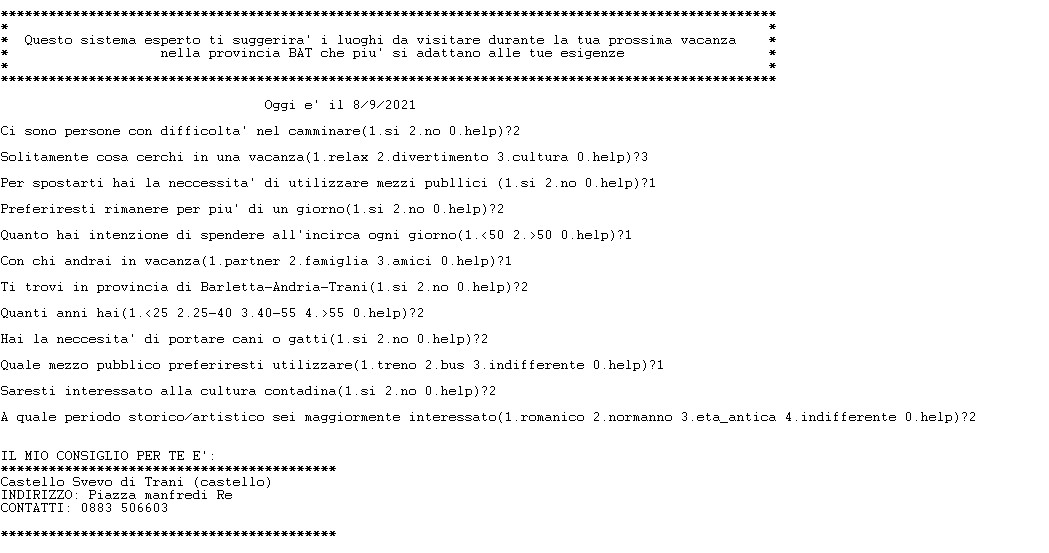 *************************************************************************************************
*                                                                                               *
*  Questo sistema esperto ti suggerira' i luoghi da visitare durante la tua prossima vacanza    *
*                   nella provincia BAT che piu' si adattano alle tue esigenze                  *
*                                                                                               *
*************************************************************************************************
Oggi e' il 8/9/2021
Ci sono persone con difficolta' nel camminare(1.si 2.no 0.help)?2
Solitamente cosa cerchi in una vacanza(1.relax 2.divertimento 3.cultura 0.help)?3
Per spostarti hai la neccessita' di utilizzare mezzi publlici (1.si 2.no 0.help)?1
Preferiresti rimanere per piu' di un giorno(1.si 2.no 0.help)?2
Quanto hai intenzione di spendere all'incirca ogni giorno(1.<50 2.>50 0.help)?1
Con chi andrai in vacanza(1.partner 2.famiglia 3.amici 0.help)?1
Ti trovi in provincia di Barletta-Andria-Trani(1.si 2.no 0.help)?2
Quanti anni hai(1.<25 2.25-40 3.40-55 4.>55 0.help)?2
Hai la neccesita' di portare cani o gatti(1.si 2.no 0.help)?2
Quale mezzo pubblico preferiresti utilizzare(1.treno 2.bus 3.indifferente 0.help)?1
Saresti interessato alla cultura contadina(1.si 2.no 0.help)?2
A quale periodo storico/artistico sei maggiormente interessato(1.romanico 2.normanno 3.eta_antica 4.indifferente 0.help)?2
IL MIO CONSIGLIO PER TE E':
******************************************
Castello Svevo di Trani (castello)
INDIRIZZO: Piazza manfredi Re
CONTATTI: 0883 506603
******************************************